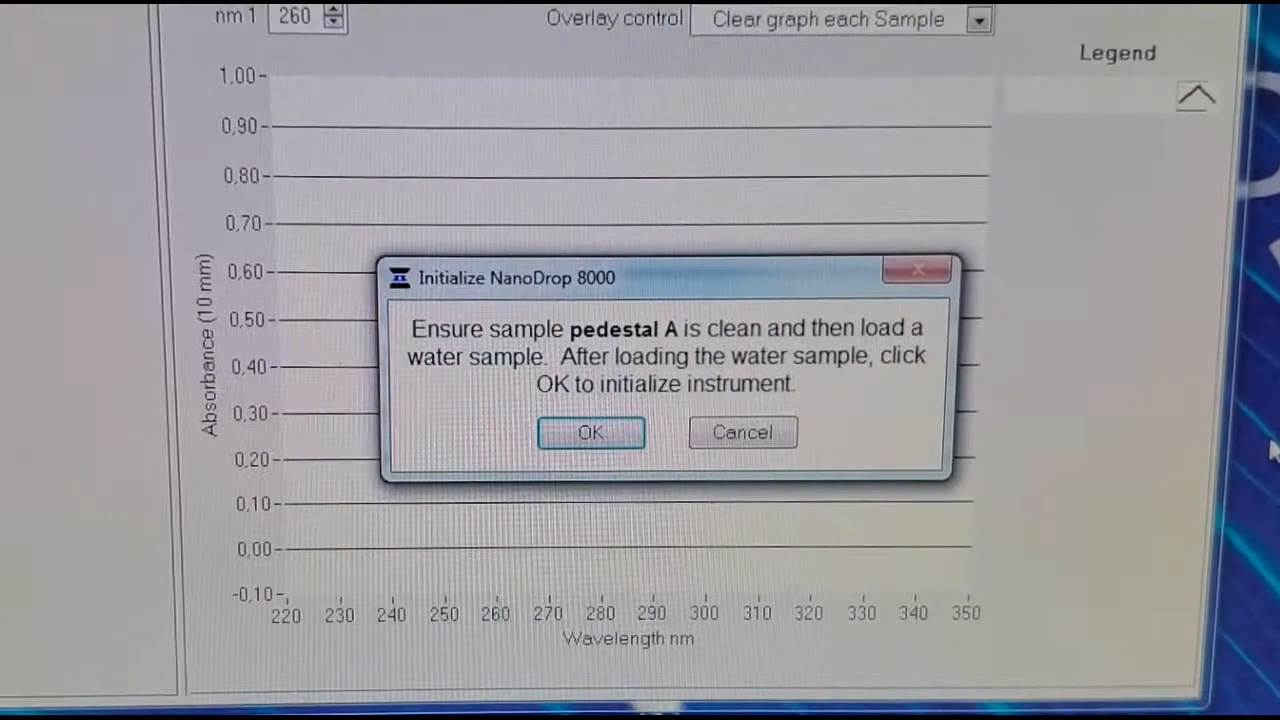 nm 1 260 Overlay control Clear graph each Sample
Legend
1,00
0,90
0,80
0,70
0,60
0,50
0,40
0,30
0,20
0,10
0,00
-0,10
Absorbance (10 mm)
Initialize NanoDrop 8000
Ensure sample pedestal A is clean and then load a
water sample. After loading the water sample, click
OK to initialize instrument.
OK Cancel
220 230 240 250 260 270 280 290 300 310 320 330 340 350
Wavelength nm